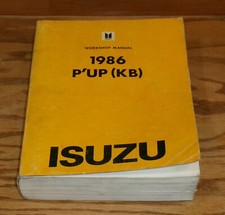 WORKSHOP MANUAL
1986
P'UP (KB)
ISUZU